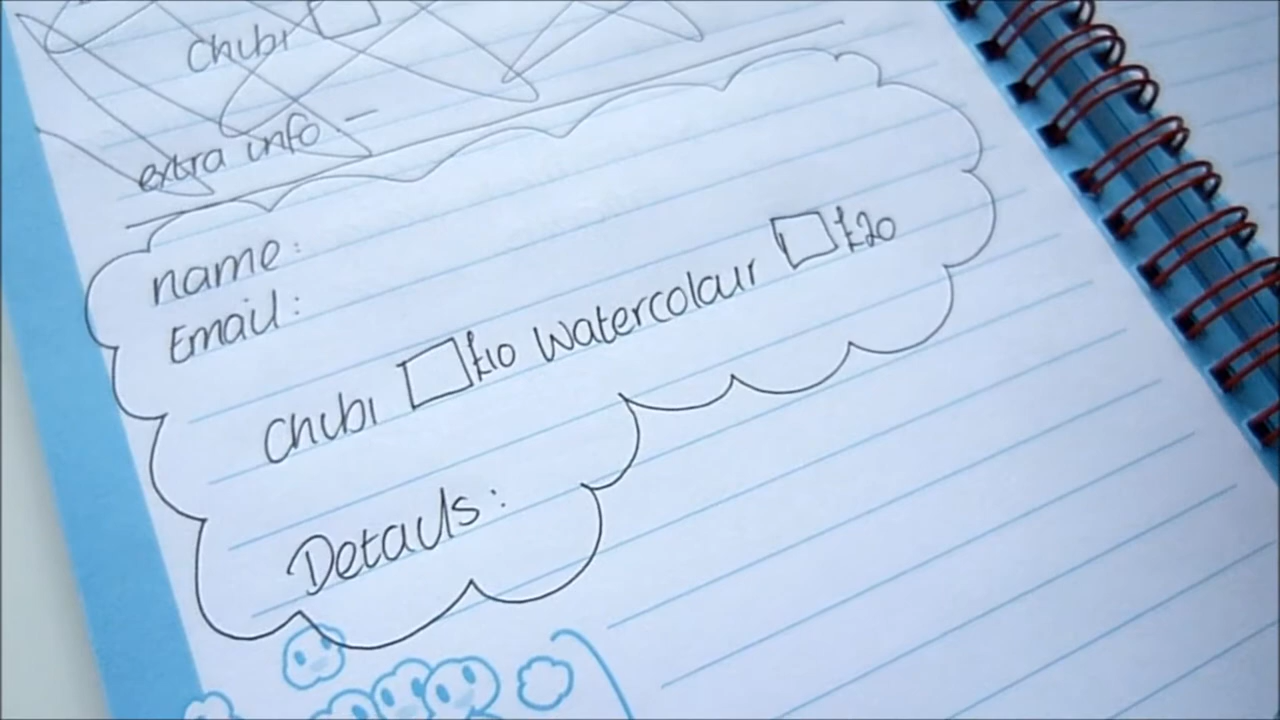 Chibi
extra info -
name:
Email:
Chibi £10 Watercolour £20
Details: